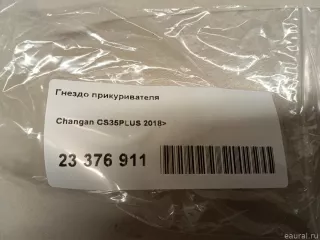 Гнездо прикуривателя
Changan CS35PLUS 2018>
23 376 911
eaural.ru